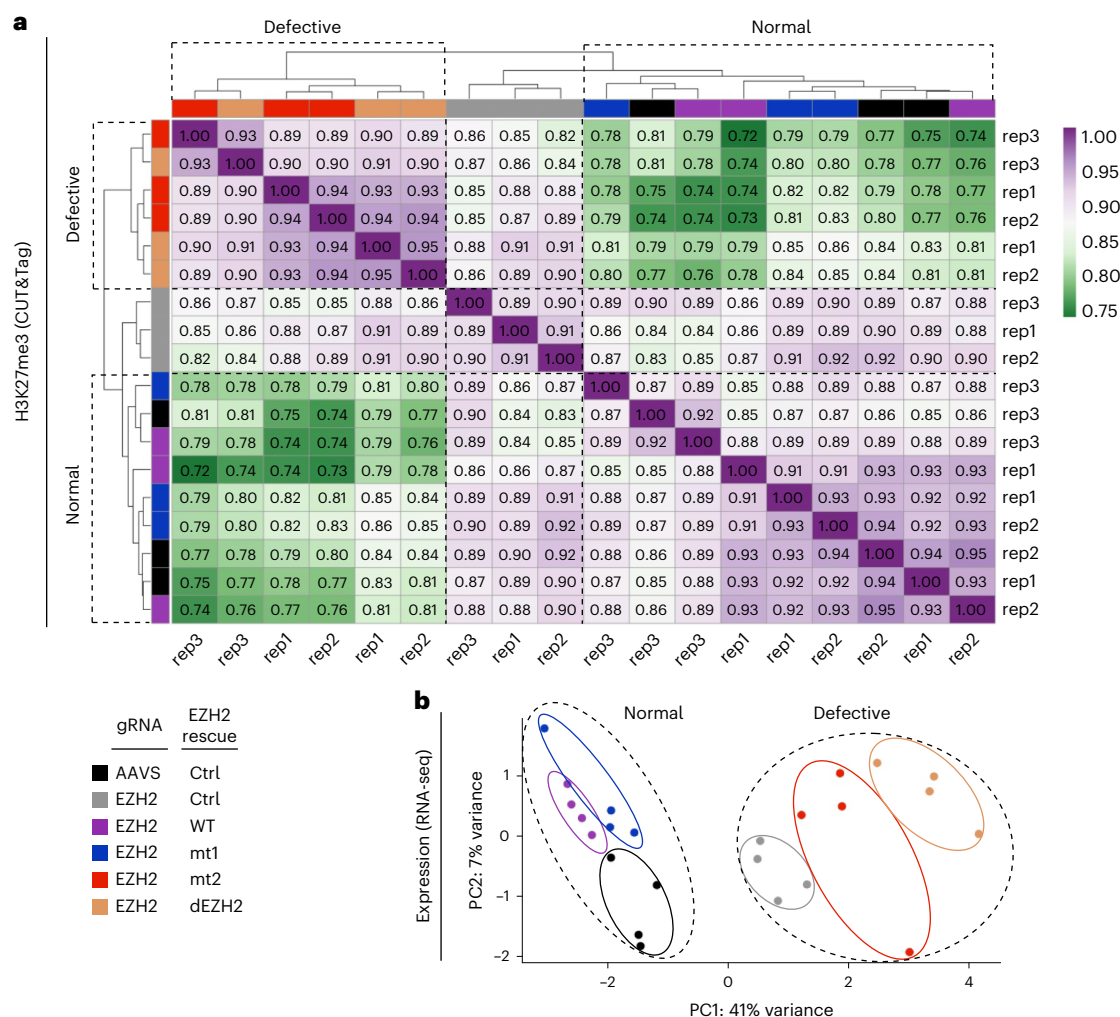 a
Defective
Normal
H3K27me3 (CUT&Tag)
Defective
Normal
1.00 0.93 0.89 0.89 0.90 0.89 0.86 0.85 0.82 0.78 0.81 0.79 0.72 0.79 0.79 0.77 0.75 0.74 rep3
0.93 1.00 0.90 0.90 0.91 0.90 0.87 0.86 0.84 0.78 0.81 0.78 0.74 0.80 0.80 0.78 0.77 0.76 rep3
0.89 0.90 1.00 0.94 0.93 0.93 0.85 0.88 0.88 0.78 0.75 0.74 0.74 0.82 0.82 0.79 0.78 0.77 rep1
0.89 0.90 0.94 1.00 0.94 0.94 0.85 0.87 0.89 0.79 0.74 0.74 0.73 0.81 0.83 0.80 0.77 0.76 rep2
0.90 0.91 0.93 0.94 1.00 0.95 0.88 0.91 0.91 0.81 0.79 0.79 0.79 0.85 0.86 0.84 0.83 0.81 rep1
0.89 0.90 0.93 0.94 0.95 1.00 0.86 0.89 0.90 0.80 0.77 0.76 0.78 0.84 0.85 0.84 0.81 0.81 rep2
0.86 0.87 0.85 0.85 0.88 0.86 1.00 0.89 0.90 0.89 0.90 0.89 0.86 0.89 0.90 0.89 0.87 0.88 rep3
0.85 0.86 0.88 0.87 0.91 0.89 0.89 1.00 0.91 0.86 0.84 0.84 0.86 0.89 0.89 0.90 0.89 0.88 rep1
0.82 0.84 0.88 0.89 0.91 0.90 0.90 0.91 1.00 0.87 0.83 0.85 0.87 0.91 0.92 0.92 0.90 0.90 rep2
0.78 0.78 0.78 0.79 0.81 0.80 0.89 0.86 0.87 1.00 0.87 0.89 0.85 0.88 0.89 0.88 0.87 0.88 rep3
0.81 0.81 0.75 0.74 0.79 0.77 0.90 0.84 0.83 0.87 1.00 0.92 0.85 0.87 0.87 0.86 0.85 0.86 rep3
0.79 0.78 0.74 0.74 0.79 0.76 0.89 0.84 0.85 0.89 0.92 1.00 0.88 0.89 0.89 0.89 0.88 0.89 rep3
0.72 0.74 0.74 0.73 0.79 0.78 0.86 0.86 0.87 0.85 0.85 0.88 1.00 0.91 0.91 0.93 0.93 0.93 rep1
0.79 0.80 0.82 0.81 0.85 0.84 0.89 0.89 0.91 0.88 0.87 0.89 0.91 1.00 0.93 0.93 0.92 0.92 rep1
0.79 0.80 0.82 0.83 0.86 0.85 0.90 0.89 0.92 0.89 0.87 0.89 0.91 0.93 1.00 0.94 0.92 0.93 rep2
0.77 0.78 0.79 0.80 0.84 0.84 0.89 0.90 0.92 0.88 0.86 0.89 0.93 0.93 0.94 1.00 0.94 0.95 rep2
0.75 0.77 0.78 0.77 0.83 0.81 0.87 0.89 0.90 0.87 0.85 0.88 0.93 0.92 0.92 0.94 1.00 0.93 rep1
0.74 0.76 0.77 0.76 0.81 0.81 0.88 0.88 0.90 0.88 0.86 0.89 0.93 0.92 0.93 0.95 0.93 1.00 rep2
rep3 rep3 rep1 rep2 rep1 rep2 rep3 rep1 rep2 rep3 rep3 rep3 rep1 rep1 rep2 rep2 rep1 rep2
1.00
0.95
0.90
0.85
0.80
0.75
gRNA EZH2
rescue
AAVS Ctrl
EZH2 Ctrl
EZH2 WT
EZH2 mt1
EZH2 mt2
EZH2 dEZH2
b
Normal
Defective
Expression (RNA-seq)
PC2: 7% variance
1
0
−1
−2
−2 0 2 4
PC1: 41% variance